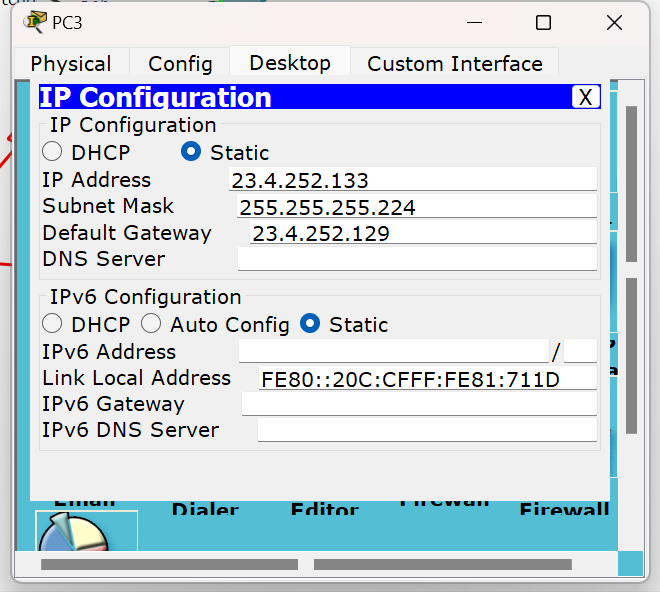 PC3
Physical Config Desktop Custom Interface
IP Configuration X
IP Configuration
DHCP Static
IP Address 23.4.252.133
Subnet Mask 255.255.255.224
Default Gateway 23.4.252.129
DNS Server
IPv6 Configuration
DHCP Auto Config Static
IPv6 Address /
Link Local Address FE80::20C:CFFF:FE81:711D
IPv6 Gateway
IPv6 DNS Server
Email Dialer Editor Firewall Firewall